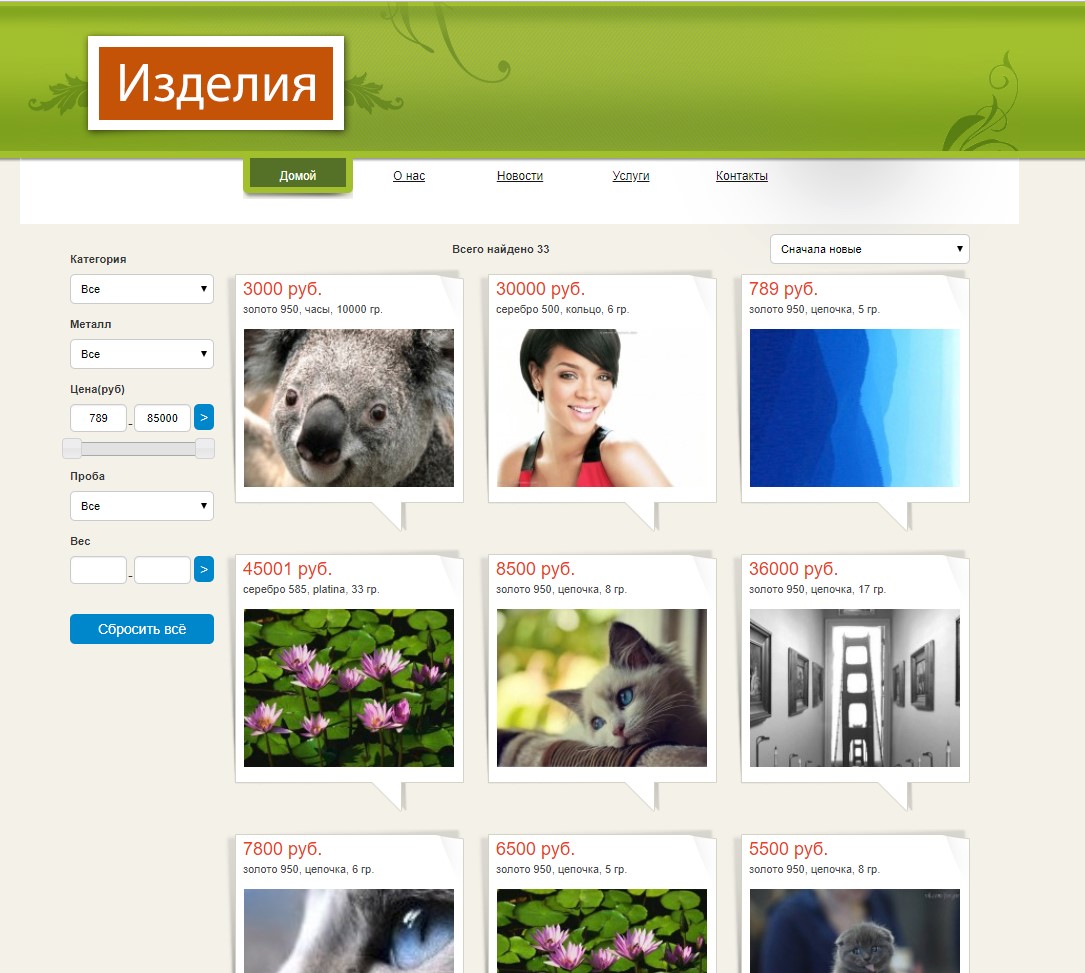 Изделия
Домой
О нас
Новости
Услуги
Контакты
Всего найдено 33
Сначала новые
Категория
Все
Металл
Все
Цена(руб)
789 - 85000 >
Проба
Все
Вес
- >
Сбросить всё
3000 руб.
золото 950, часы, 10000 гр.
30000 руб.
серебро 500, кольцо, 6 гр.
789 руб.
золото 950, цепочка, 5 гр.
45001 руб.
серебро 585, platina, 33 гр.
8500 руб.
золото 950, цепочка, 8 гр.
36000 руб.
золото 950, цепочка, 17 гр.
7800 руб.
золото 950, цепочка, 6 гр.
6500 руб.
золото 950, цепочка, 5 гр.
5500 руб.
золото 950, цепочка, 8 гр.